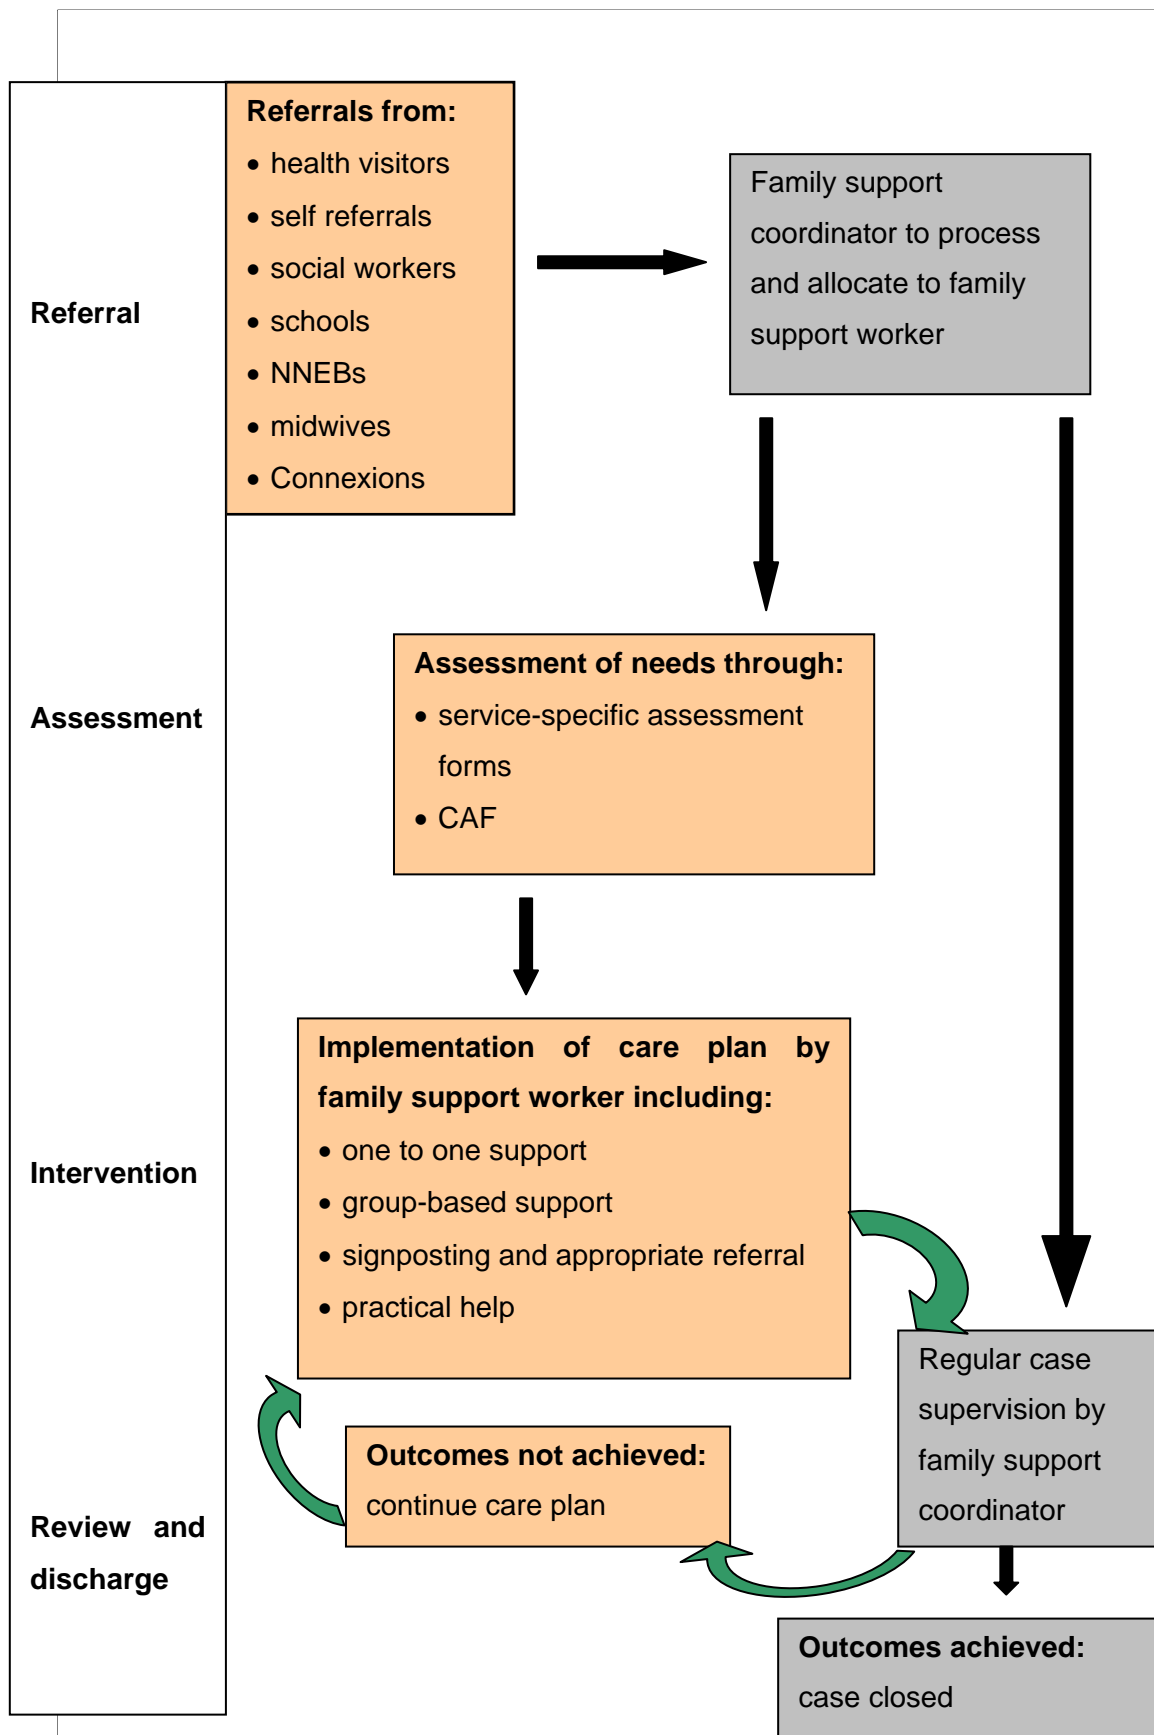 Referral
Referrals from:
• health visitors
• self referrals
• social workers
• schools
• NNEBs
• midwives
• Connexions
Family support
coordinator to process
and allocate to family
support worker
Assessment
Assessment of needs through:
• service-specific assessment
forms
• CAF
Intervention
Implementation of care plan by
family support worker including:
• one to one support
• group-based support
• signposting and appropriate referral
• practical help
Regular case
supervision by
family support
coordinator
Review and
discharge
Outcomes not achieved:
continue care plan
Outcomes achieved:
case closed